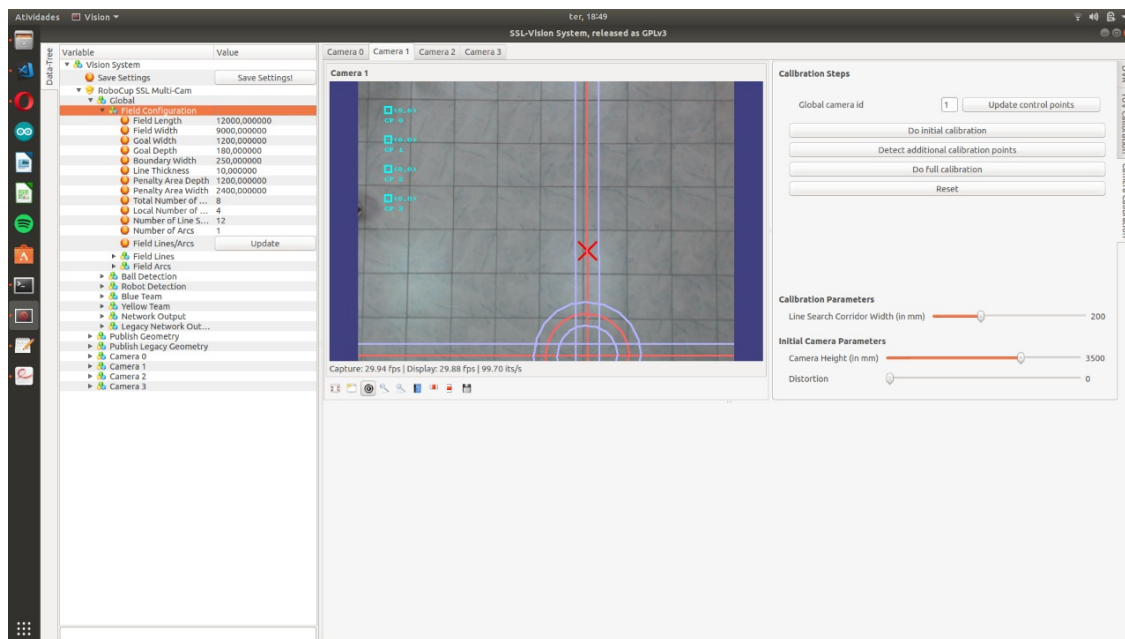 Atividades Vision ter, 18:49
SSL-Vision System, released as GPLv3
Data-Tree
Variable Value
Vision System
Save Settings Save Settings!
RoboCup SSL Multi-Cam
Global
Field Configuration
Field Length 12000,000000
Field Width 9000,000000
Goal Width 1200,000000
Goal Depth 180,000000
Boundary Width 250,000000
Line Thickness 10,000000
Penalty Area Depth 1200,000000
Penalty Area Width 2400,000000
Total Number of ... 8
Local Number of ... 4
Number of Line S... 12
Number of Arcs 1
Field Lines/Arcs Update
Field Lines
Field Arcs
Ball Detection
Robot Detection
Blue Team
Yellow Team
Network Output
Legacy Network Out...
Publish Geometry
Publish Legacy Geometry
Camera 0
Camera 1
Camera 2
Camera 3
Camera 0 Camera 1 Camera 2 Camera 3
Camera 1
(0,0)
CP 0
(0,0)
CP 1
(0,0)
CP 2
(0,0)
CP 3
Capture: 29.94 fps | Display: 29.88 fps | 99.70 its/s
Calibration Steps
Global camera id 1 Update control points
Do initial calibration
Detect additional calibration points
Do full calibration
Reset
Calibration Parameters
Line Search Corridor Width (in mm) 200
Initial Camera Parameters
Camera Height (in mm) 3500
Distortion 0